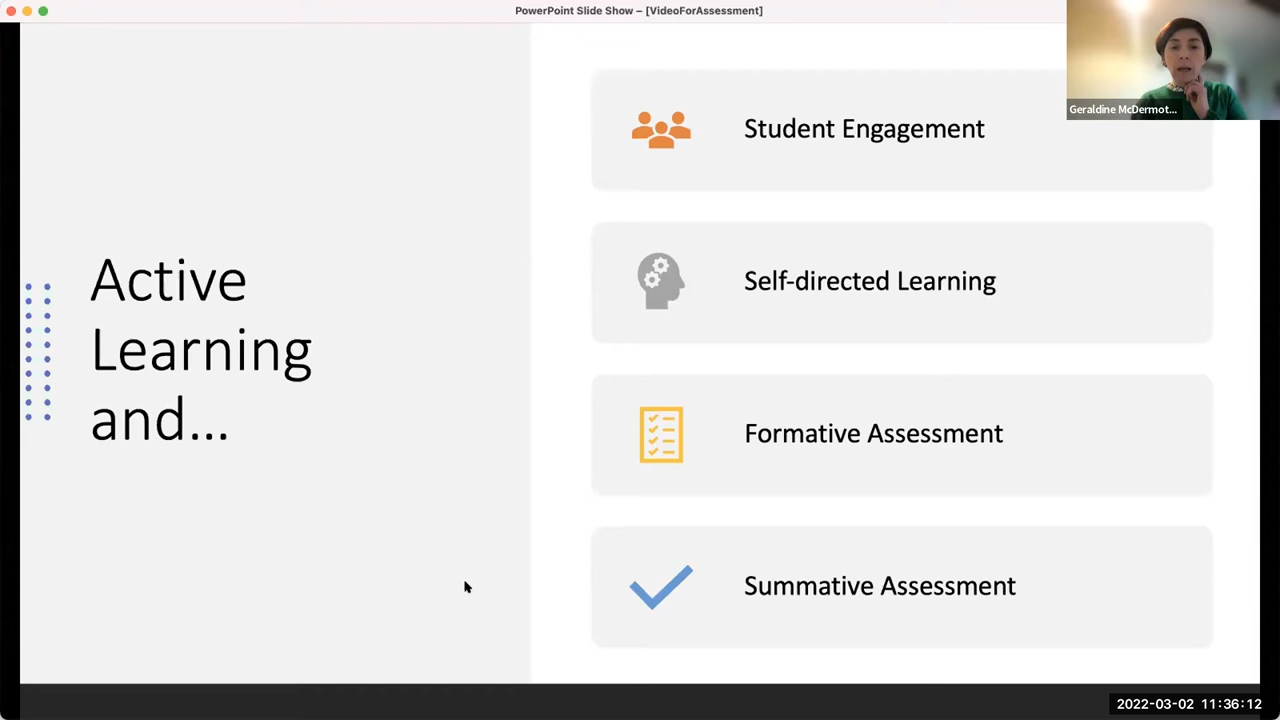 PowerPoint Slide Show – [VideoForAssessment]
Geraldine McDermot...
Student Engagement
Self-directed Learning
Active
Learning
and...
Formative Assessment
Summative Assessment
2022-03-02 11:36:12